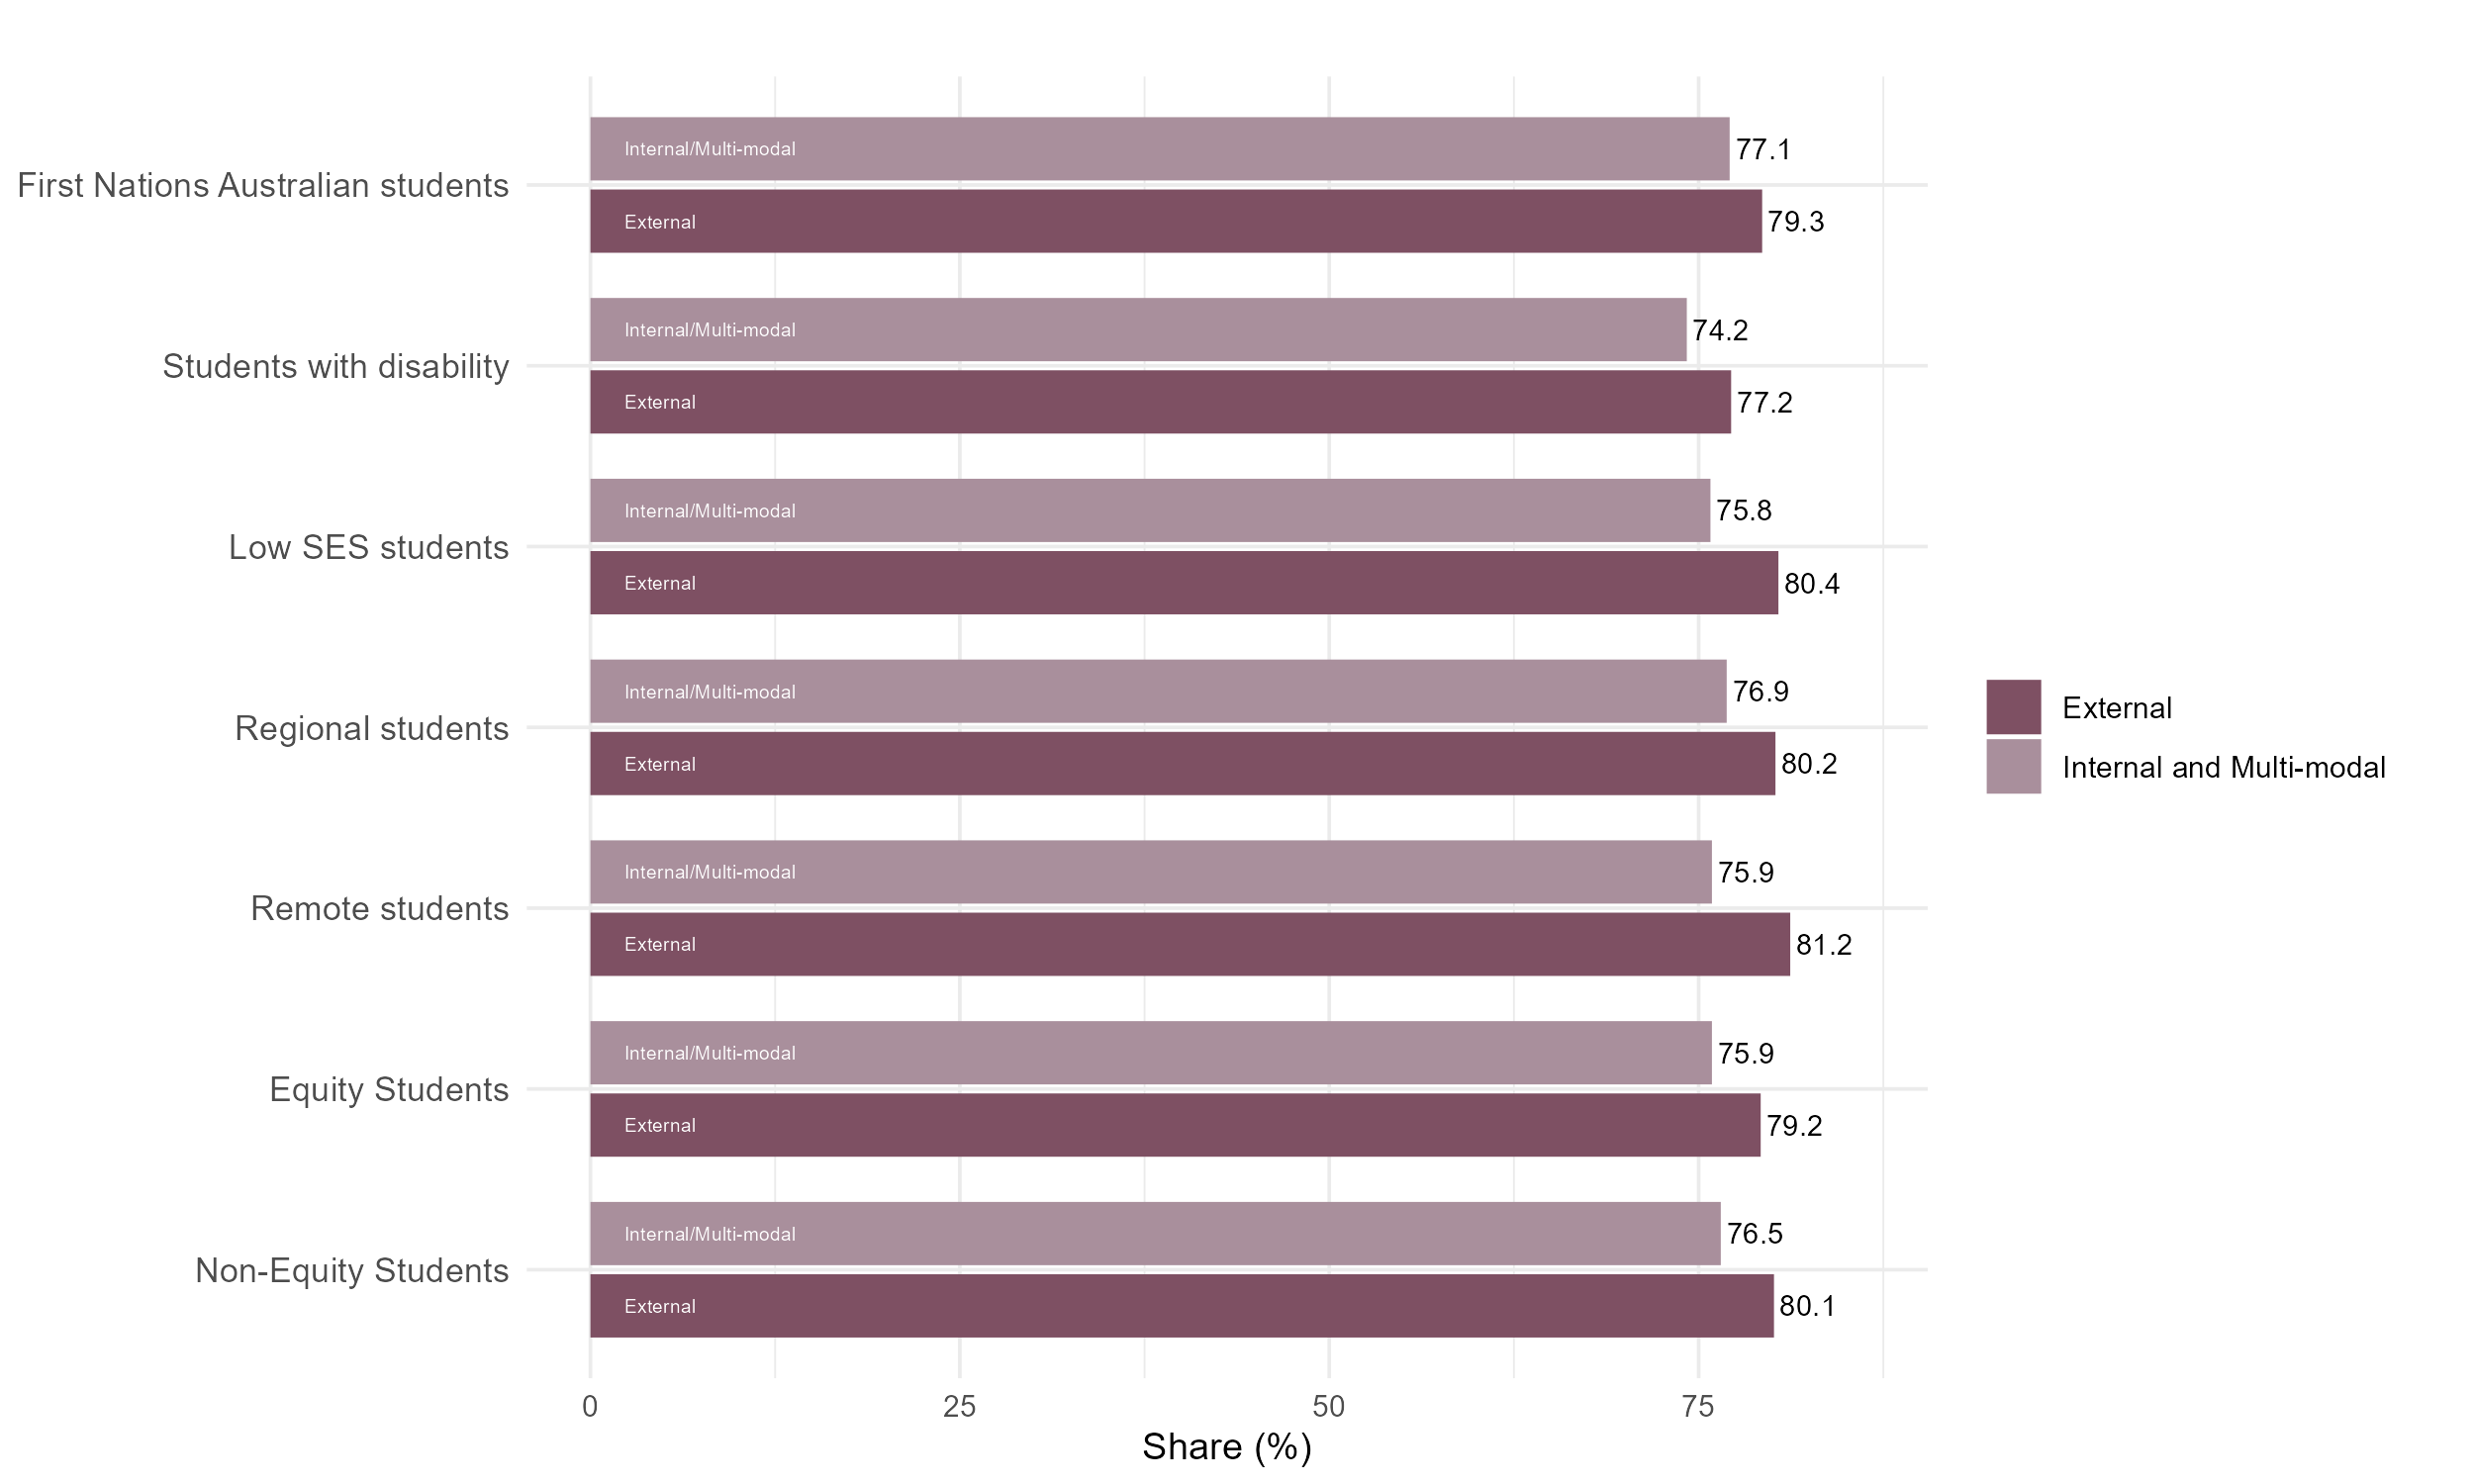 Internal/Multi-modal 77.1
First Nations Australian students
External 79.3
Internal/Multi-modal 74.2
Students with disability
External 77.2
Internal/Multi-modal 75.8
Low SES students
External 80.4
Internal/Multi-modal 76.9
Regional students
External 80.2
Internal/Multi-modal 75.9
Remote students
External 81.2
Internal/Multi-modal 75.9
Equity Students
External 79.2
Internal/Multi-modal 76.5
Non-Equity Students
External 80.1
0 25 50 75
Share (%)
External
Internal and Multi-modal